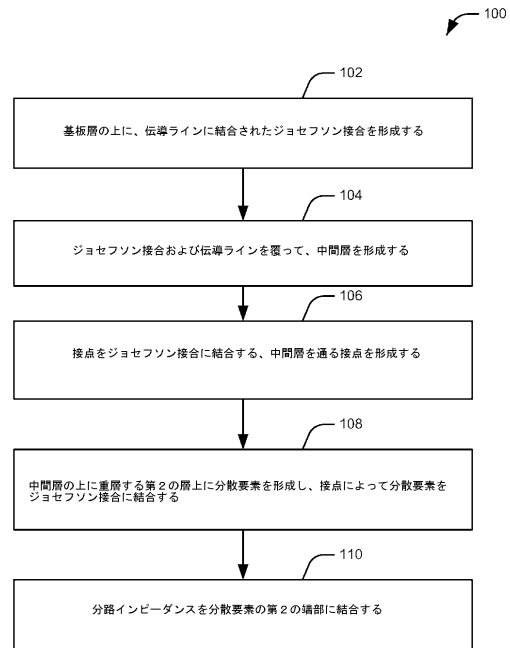 100
102
基板層の上に、伝導ラインに結合されたジョセフソン接合を形成する
104
ジョセフソン接合および伝導ラインを覆って、中間層を形成する
106
接点をジョセフソン接合に結合する、中間層を通る接点を形成する
108
中間層の上に重層する第２の層上に分散要素を形成し、接点によって分散要素を
ジョセフソン接合に結合する
110
分路インピーダンスを分散要素の第２の端部に結合する